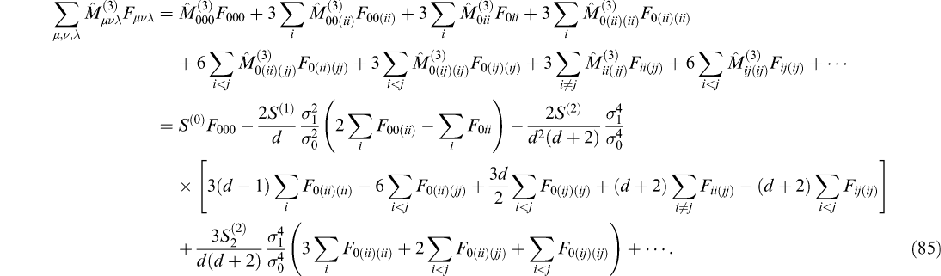 \sum_{\mu,\nu,\lambda} \hat{M}^{(3)}_{\mu\nu\lambda} F_{\mu\nu\lambda} = \hat{M}^{(3)}_{000} F_{000} + 3 \sum_i \hat{M}^{(3)}_{00(ii)} F_{00(ii)} + 3 \sum_i \hat{M}^{(3)}_{0ii} F_{0ii} + 3 \sum_i \hat{M}^{(3)}_{0(ii)(ii)} F_{0(ii)(ii)}
+ 6 \sum_{i<j} \hat{M}^{(3)}_{0(ii)(jj)} F_{0(ii)(jj)} + 3 \sum_{i<j} \hat{M}^{(3)}_{0(ij)(ij)} F_{0(ij)(ij)} + 3 \sum_{i \neq j} \hat{M}^{(3)}_{ii(jj)} F_{ii(jj)} + 6 \sum_{i<j} \hat{M}^{(3)}_{ij(ij)} F_{ij(ij)} + \cdots
= S^{(0)} F_{000} - \frac{2S^{(1)}}{d} \frac{\sigma_1^2}{\sigma_0^2} \left( 2 \sum_i F_{00(ii)} - \sum_i F_{0ii} \right) - \frac{2S^{(2)}}{d^2(d+2)} \frac{\sigma_1^4}{\sigma_0^4}
\times \left[ 3(d-1) \sum_i F_{0(ii)(ii)} - 6 \sum_{i<j} F_{0(ii)(jj)} + \frac{3d}{2} \sum_{i<j} F_{0(ij)(ij)} + (d+2) \sum_{i \neq j} F_{ii(jj)} - (d+2) \sum_{i<j} F_{ij(ij)} \right]
+ \frac{3S_2^{(2)}}{d(d+2)} \frac{\sigma_1^4}{\sigma_0^4} \left( 3 \sum_i F_{0(ii)(ii)} + 2 \sum_{i<j} F_{0(ii)(jj)} + \sum_{i<j} F_{0(ij)(ij)} \right) + \cdots. (85)